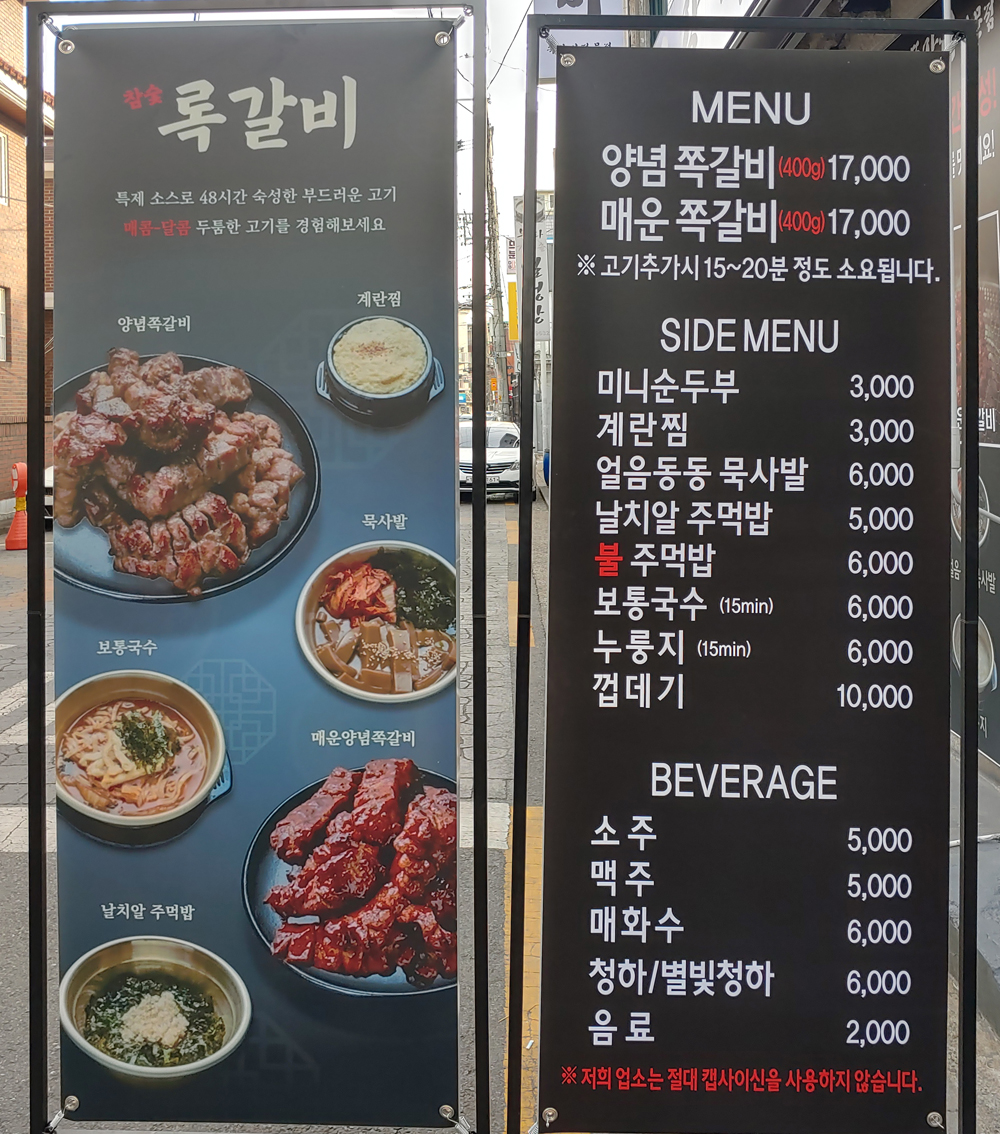 참숯 록갈비
특제 소스로 48시간 숙성한 부드러운 고기
매콤-달콤 두툼한 고기를 경험해보세요
계란찜
양념쪽갈비
묵사발
보통국수
매운양념쪽갈비
날치알 주먹밥
MENU
양념 쪽갈비(400g)17,000
매운 쪽갈비(400g)17,000
※ 고기추가시 15~20분 정도 소요됩니다.
SIDE MENU
미니순두부 3,000
계란찜 3,000
얼음동동 묵사발 6,000
날치알 주먹밥 5,000
불 주먹밥 6,000
보통국수 (15min) 6,000
누룽지 (15min) 6,000
껍데기 10,000
BEVERAGE
소주 5,000
맥주 5,000
매화수 6,000
청하/별빛청하 6,000
음료 2,000
※ 저희 업소는 절대 캡사이신을 사용하지 않습니다.